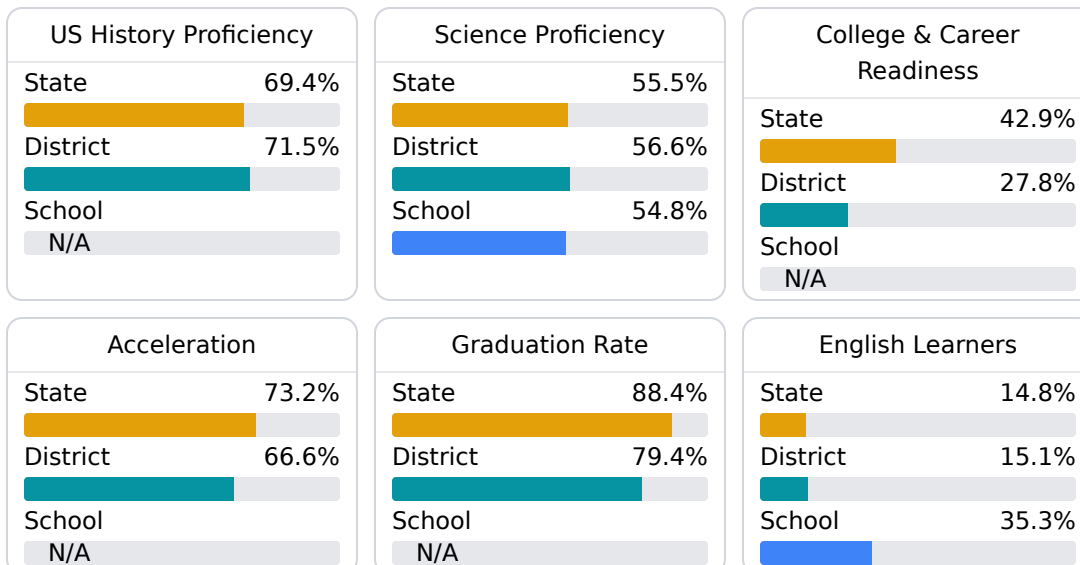 US History Proficiency
State 69.4%
District 71.5%
School
N/A
Science Proficiency
State 55.5%
District 56.6%
School 54.8%
College & Career
Readiness
State 42.9%
District 27.8%
School
N/A
Acceleration
State 73.2%
District 66.6%
School
N/A
Graduation Rate
State 88.4%
District 79.4%
School
N/A
English Learners
State 14.8%
District 15.1%
School 35.3%